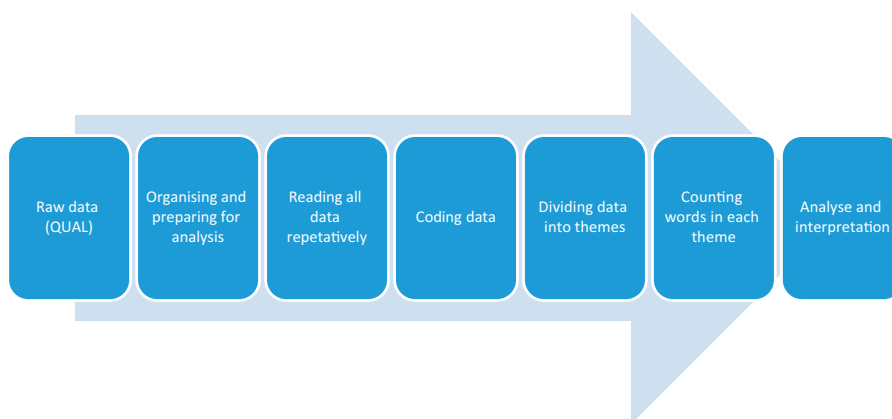 Raw data
(QUAL)
Organising and
preparing for
analysis
Reading all
data
repetatively
Coding data
Dividing data
into themes
Counting
words in each
theme
Analyse and
interpretation